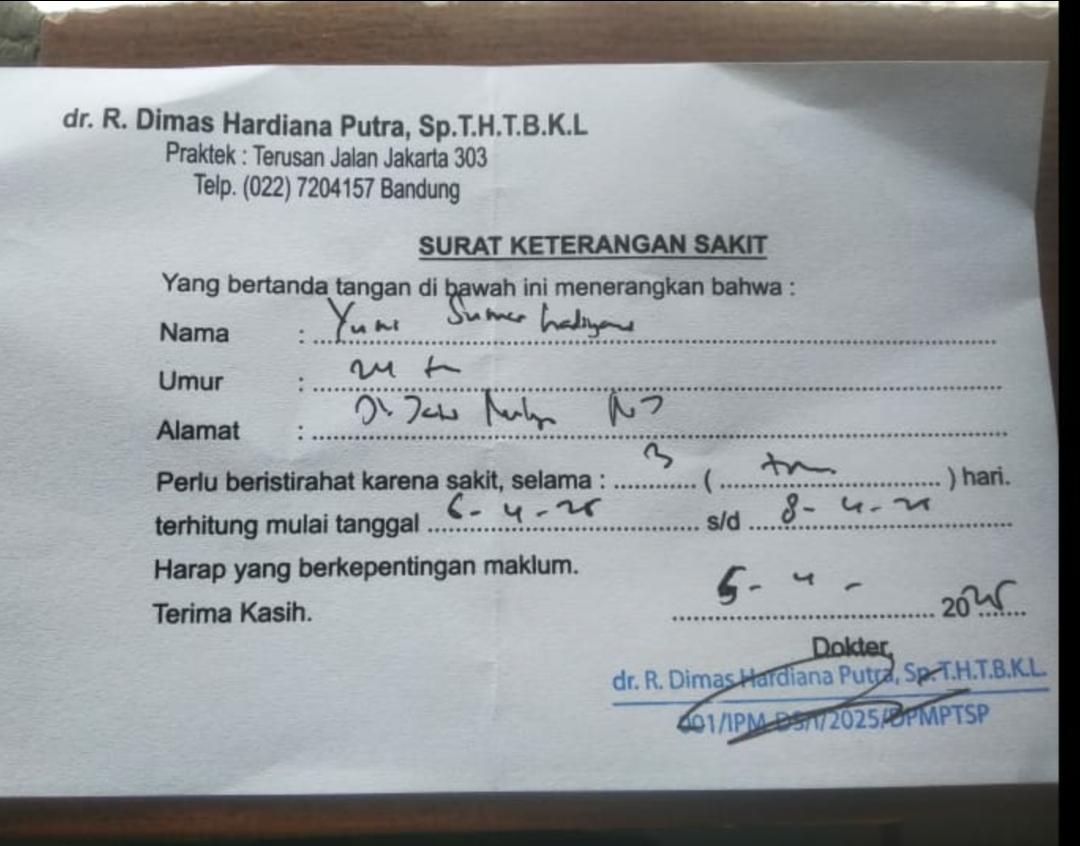 dr. R. Dimas Hardiana Putra, Sp.T.H.T.B.K.L
Praktek : Terusan Jalan Jakarta 303
Telp. (022) 7204157 Bandung
SURAT KETERANGAN SAKIT
Yang bertanda tangan di bawah ini menerangkan bahwa :
Nama : Yuni
Umur :
Alamat :
Perlu beristirahat karena sakit, selama : 3 ( ) hari.
terhitung mulai tanggal 6-4-25 s/d 8-4-25
Harap yang berkepentingan maklum.
Terima Kasih.
4 - 2025
Dokter,
dr. R. Dimas Hardiana Putra, Sp.T.H.T.B.K.L
/2025/DPMPTSP